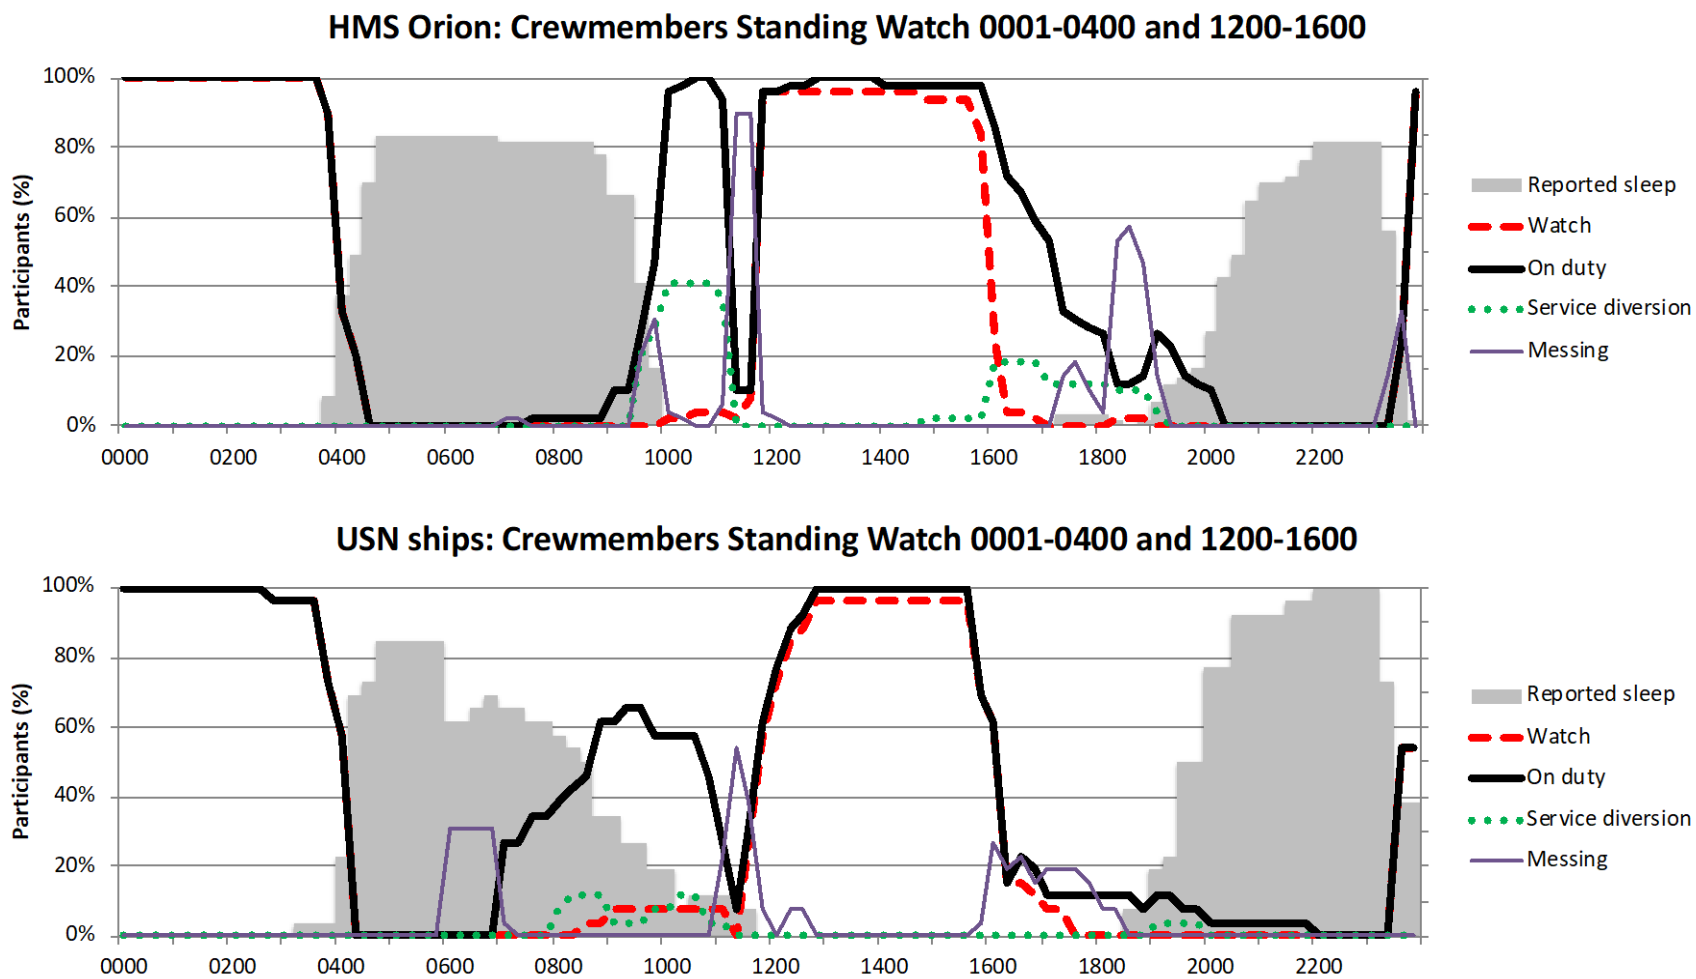 HMS Orion: Crewmembers Standing Watch 0001-0400 and 1200-1600
100%
80%
60%
40%
20%
0%
Participants (%)
0000 0200 0400 0600 0800 1000 1200 1400 1600 1800 2000 2200
Reported sleep
Watch
On duty
Service diversion
Messing
USN ships: Crewmembers Standing Watch 0001-0400 and 1200-1600
100%
80%
60%
40%
20%
0%
Participants (%)
0000 0200 0400 0600 0800 1000 1200 1400 1600 1800 2000 2200
Reported sleep
Watch
On duty
Service diversion
Messing